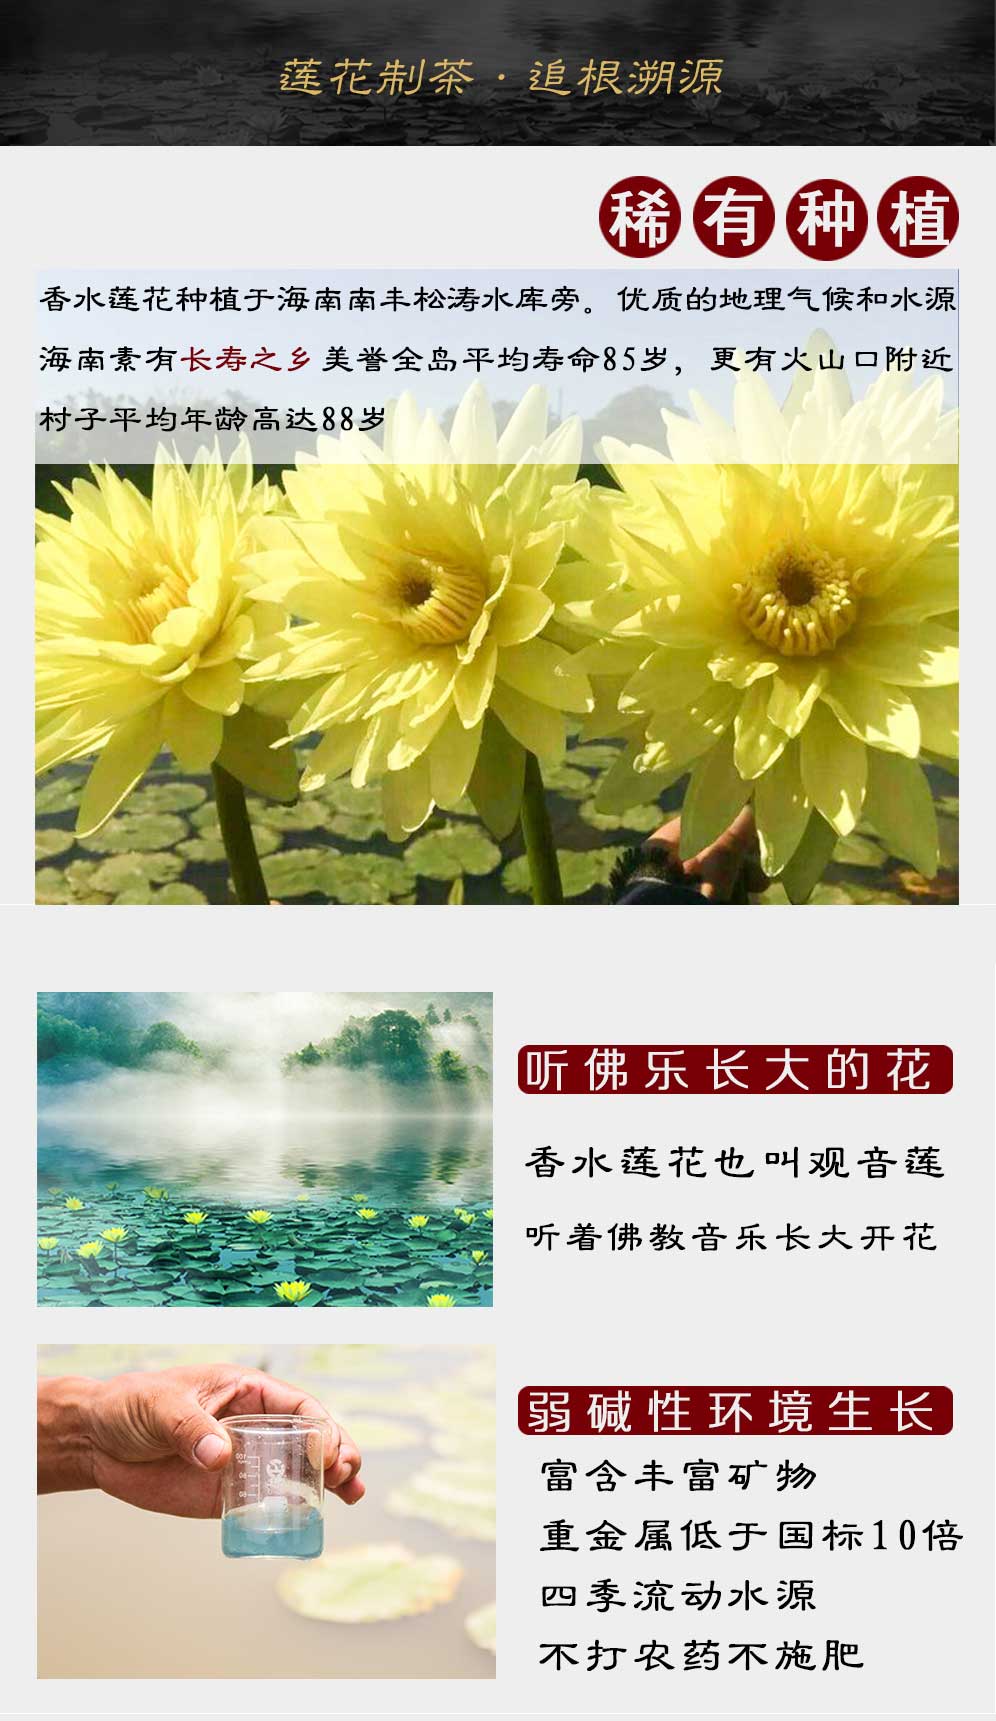 莲花制茶·追根溯源
稀有种植
香水莲花种植于海南南丰松涛水库旁。优质的地理气候和水源
海南素有长寿之乡 美誉全岛平均寿命85岁，更有火山口附近
村子平均年龄高达88岁
听佛乐长大的花
香水莲花也叫观音莲
听着佛教音乐长大开花
弱碱性环境生长
富含丰富矿物
重金属低于国标10倍
四季流动水源
不打农药不施肥